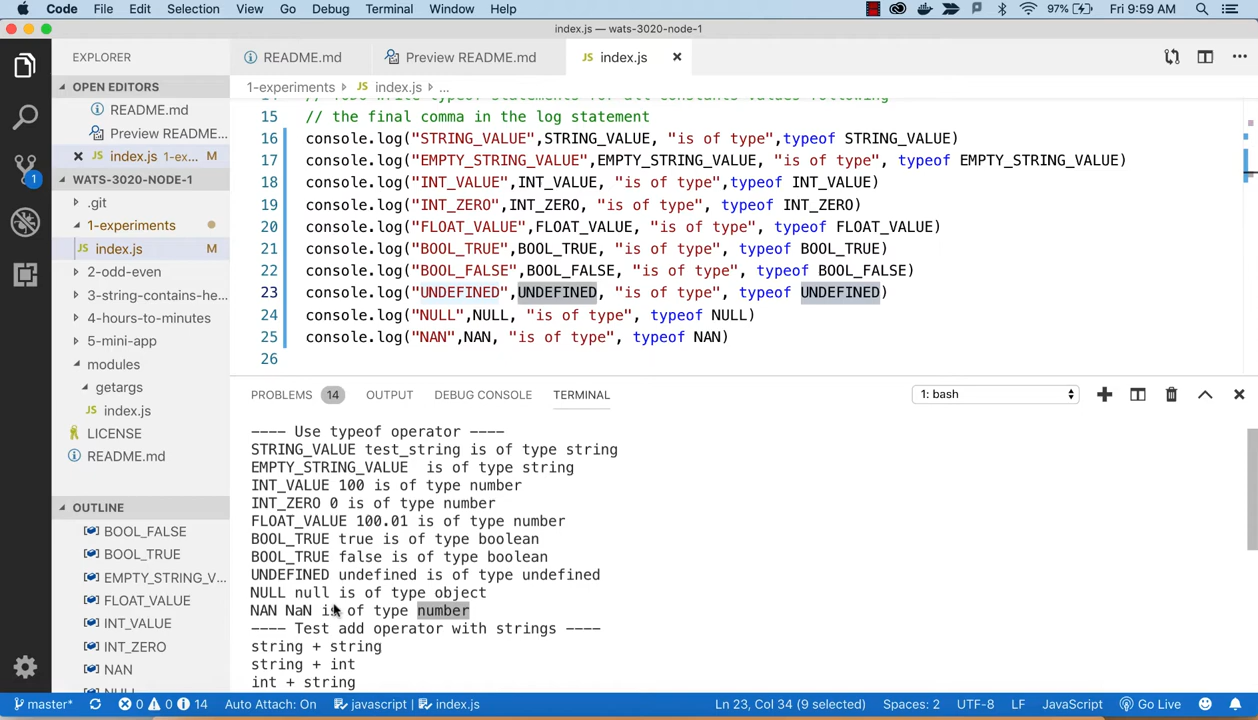 Code File Edit Selection View Go Debug Terminal Window Help 97% Fri 9:59 AM
index.js — wats-3020-node-1
EXPLORER
README.md Preview README.md JS index.js
OPEN EDITORS
README.md
Preview README...
JS index.js 1-ex... M
WATS-3020-NODE-1
.git
1-experiments
JS index.js M
2-odd-even
3-string-contains-he...
4-hours-to-minutes
5-mini-app
modules
getargs
JS index.js
LICENSE
README.md
OUTLINE
BOOL_FALSE
BOOL_TRUE
EMPTY_STRING_V...
FLOAT_VALUE
INT_VALUE
INT_ZERO
NAN
1-experiments > JS index.js > ...
15 // the final comma in the log statement
16 console.log("STRING_VALUE",STRING_VALUE, "is of type",typeof STRING_VALUE)
17 console.log("EMPTY_STRING_VALUE",EMPTY_STRING_VALUE, "is of type", typeof EMPTY_STRING_VALUE)
18 console.log("INT_VALUE",INT_VALUE, "is of type",typeof INT_VALUE)
19 console.log("INT_ZERO",INT_ZERO, "is of type", typeof INT_ZERO)
20 console.log("FLOAT_VALUE",FLOAT_VALUE, "is of type", typeof FLOAT_VALUE)
21 console.log("BOOL_TRUE",BOOL_TRUE, "is of type", typeof BOOL_TRUE)
22 console.log("BOOL_FALSE",BOOL_FALSE, "is of type", typeof BOOL_FALSE)
23 console.log("UNDEFINED",UNDEFINED, "is of type", typeof UNDEFINED)
24 console.log("NULL",NULL, "is of type", typeof NULL)
25 console.log("NAN",NAN, "is of type", typeof NAN)
26
PROBLEMS 14 OUTPUT DEBUG CONSOLE TERMINAL 1: bash
---- Use typeof operator ----
STRING_VALUE test_string is of type string
EMPTY_STRING_VALUE  is of type string
INT_VALUE 100 is of type number
INT_ZERO 0 is of type number
FLOAT_VALUE 100.01 is of type number
BOOL_TRUE true is of type boolean
BOOL_TRUE false is of type boolean
UNDEFINED undefined is of type undefined
NULL null is of type object
NAN NaN is of type number
---- Test add operator with strings ----
string + string
string + int
int + string
master* 0 0 14 Auto Attach: On javascript | index.js Ln 23, Col 34 (9 selected) Spaces: 2 UTF-8 LF JavaScript Go Live